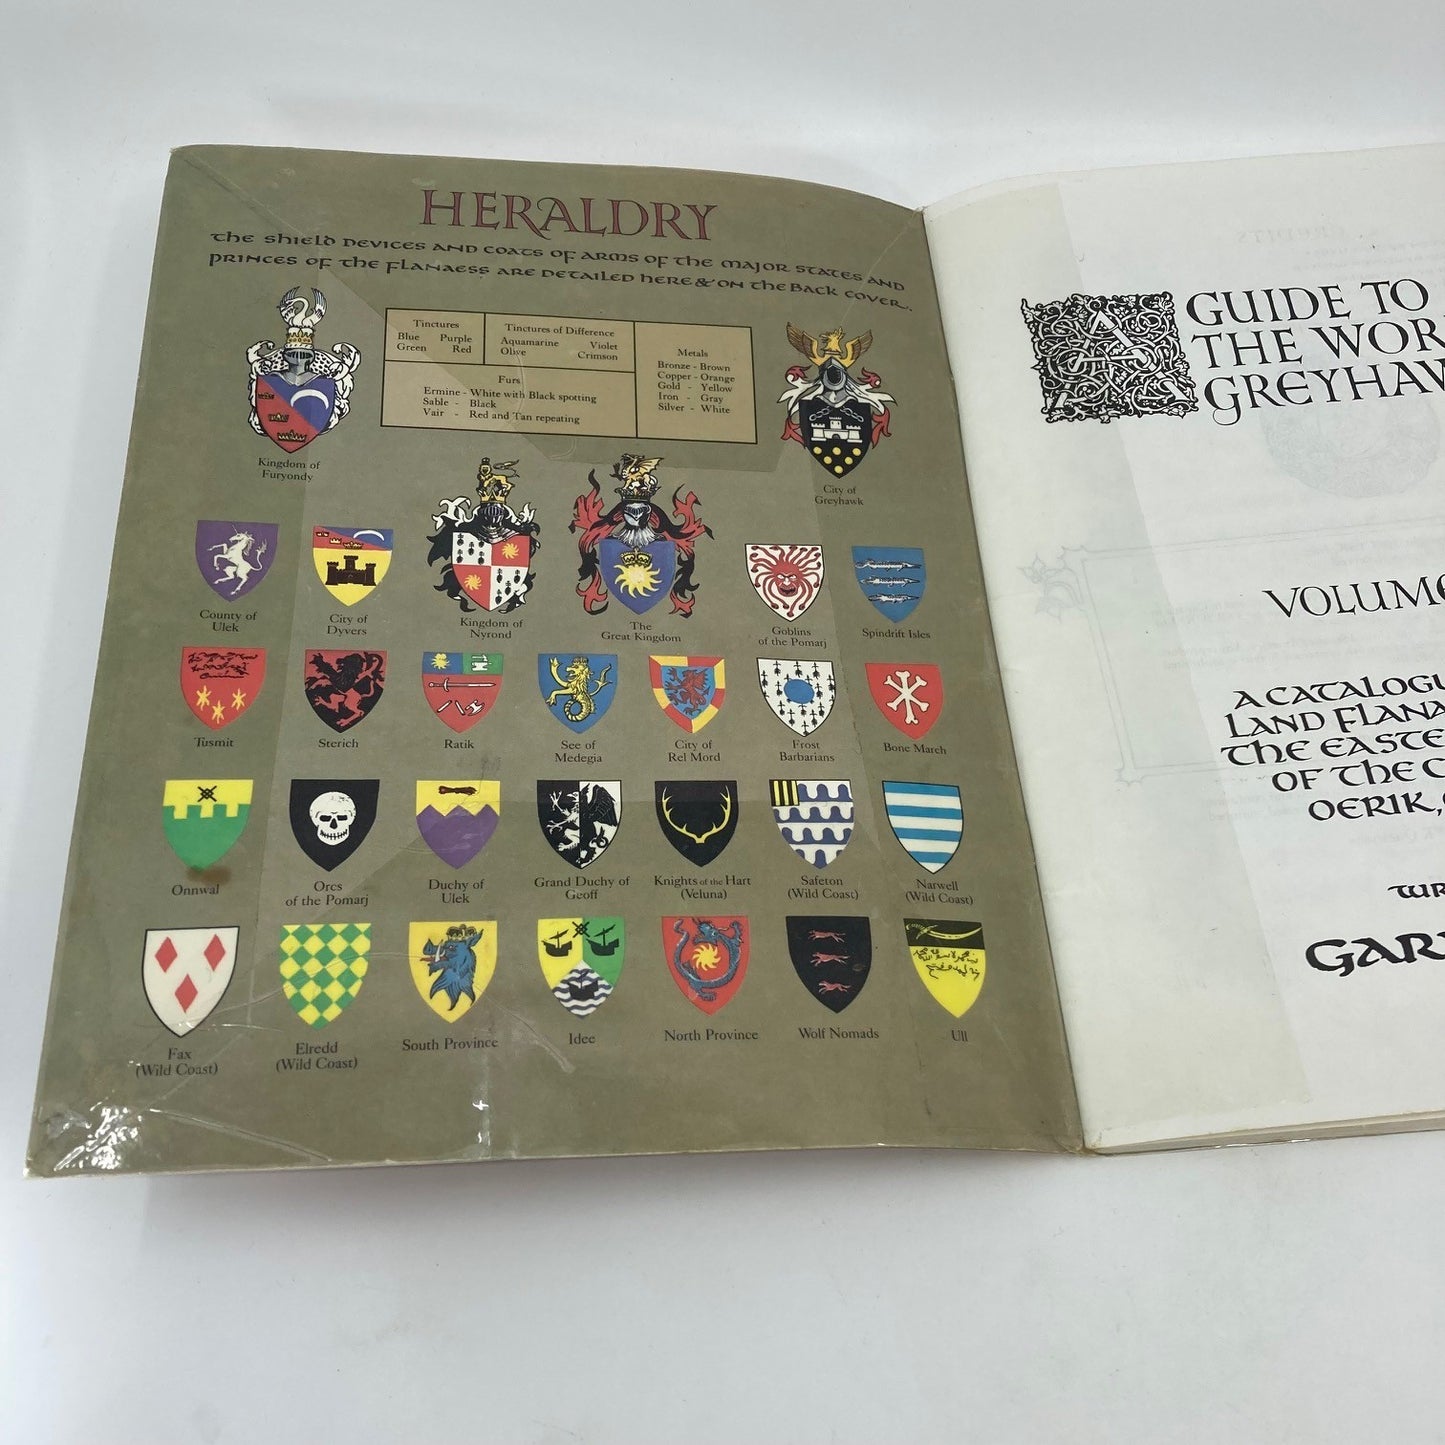 HERALDRY
THE SHIELD DEVICES AND COATS OF ARMS OF THE MAJOR STATES AND
PRINCES OF THE FLANAESS ARE DETAILED HERE & ON THE BACK COVER.
Tinctures
Blue Purple
Green Red
Tinctures of Difference
Aquamarine Violet
Olive Crimson
Furs
Ermine - White with Black spotting
Sable - Black
Vair - Red and Tan repeating
Metals
Bronze - Brown
Copper - Orange
Gold - Yellow
Iron - Gray
Silver - White
Kingdom of
Furyondy
City of
Greyhawk
County of
Ulek
City of
Dyvers
Kingdom of
Nyrond
The
Great Kingdom
Goblins
of the Pomarj
Spindrift Isles
Tusmit
Sterich
Ratik
See of
Medegia
City of
Rel Mord
Frost
Barbarians
Bone March
Onnwal
Orcs
of the Pomarj
Duchy of
Ulek
Grand Duchy of
Geoff
Knights of the Hart
(Veluna)
Safeton
(Wild Coast)
Narwell
(Wild Coast)
Fax
(Wild Coast)
Elredd
(Wild Coast)
South Province
Idee
North Province
Wolf Nomads
Ull
4
A GUIDE TO
THE WOR
GREYHAW
VOLUME
A CATALOGU
LAND FLANA
THE EASTE
OF THE C
OERIK,
WR
GAR
CREDITS